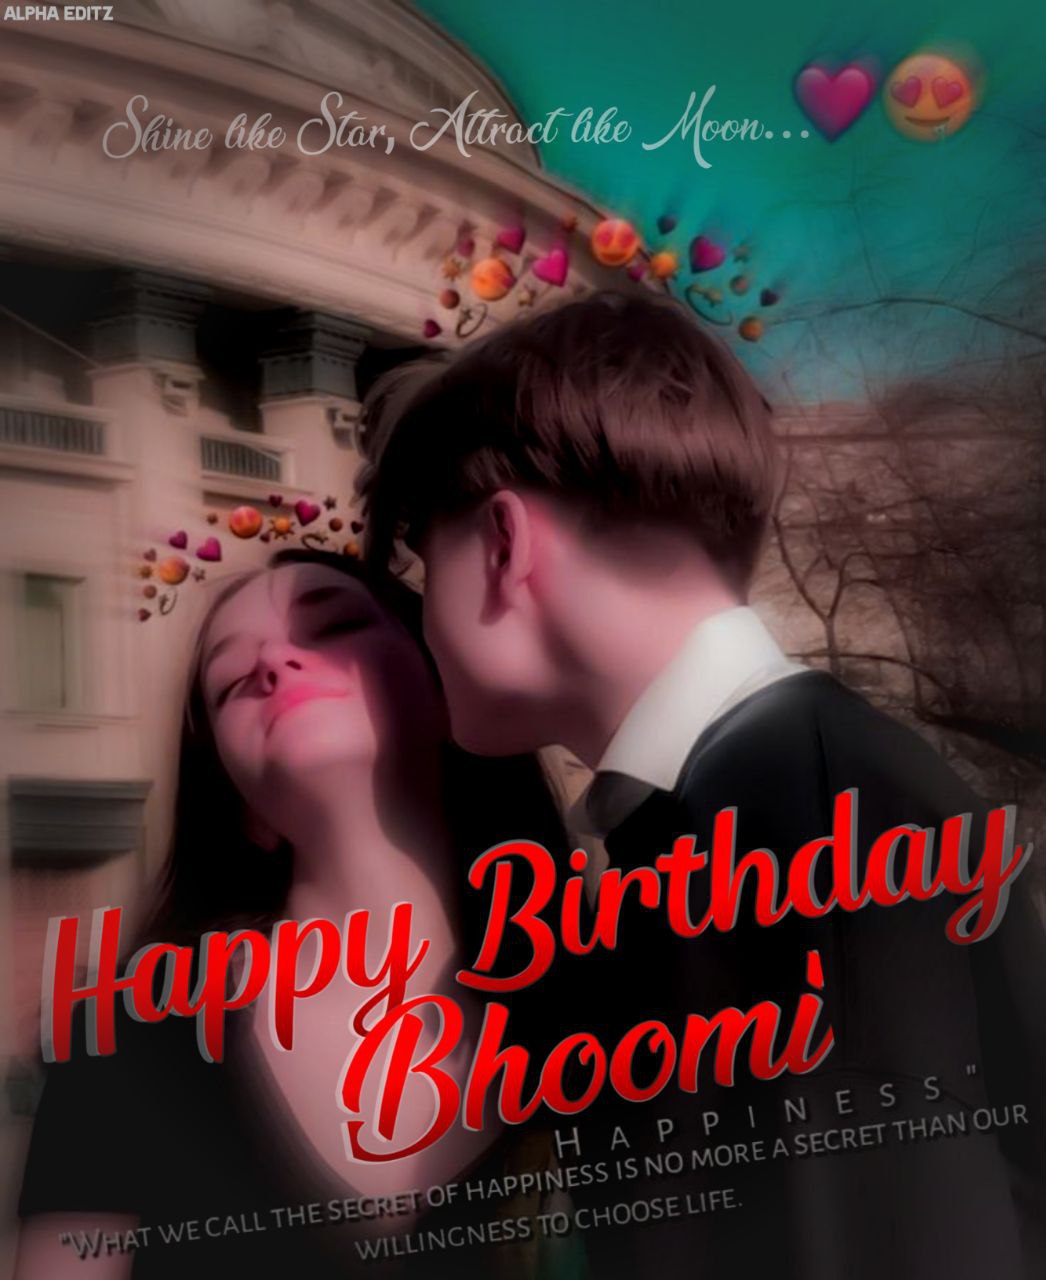 ALPHA EDITZ
Shine like Star, Attract like Moon...
Happy Birthday
Bhoomi
HAPPINESS"
"WHAT WE CALL THE SECRET OF HAPPINESS IS NO MORE A SECRET THAN OUR
WILLINGNESS TO CHOOSE LIFE.